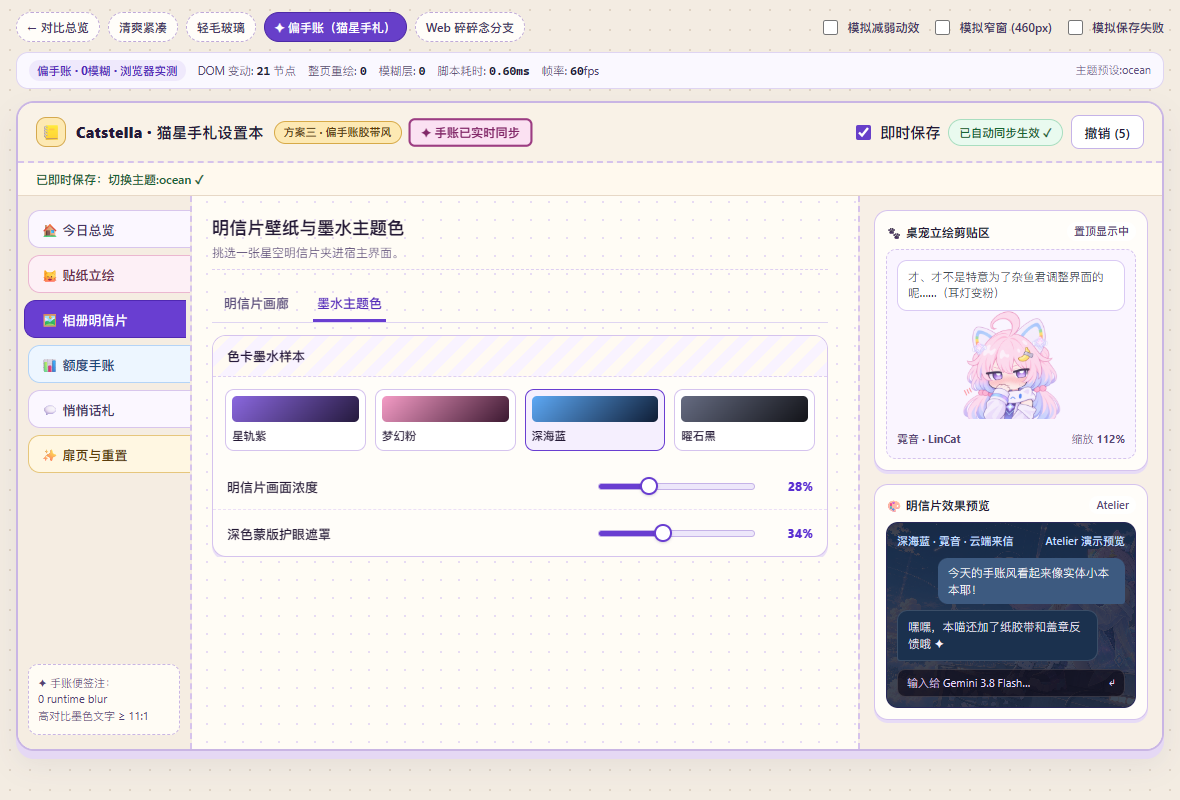 ← 对比总览 清爽紧凑 轻毛玻璃 ✦ 偏手账（猫星手札） Web 碎碎念分支 模拟减弱动效 模拟窄窗 (460px) 模拟保存失败
偏手账 · 0模糊 · 浏览器实测 DOM 变动: 21 节点 整页重绘: 0 模糊层: 0 脚本耗时: 0.60ms 帧率: 60fps 主题预设:ocean
Catstella · 猫星手札设置本 方案三 · 偏手账胶带风 ✦ 手账已实时同步 即时保存 已自动同步生效 ✓ 撤销 (5)
已即时保存：切换主题:ocean ✓
今日总览
贴纸立绘
相册明信片
额度手账
悄悄话札
扉页与重置
✦ 手账便签注：
0 runtime blur
高对比墨色文字 ≥ 11:1
明信片壁纸与墨水主题色
挑选一张星空明信片夹进宿主界面。
明信片画廊 墨水主题色
色卡墨水样本
星轨紫 梦幻粉 深海蓝 曜石黑
明信片画面浓度 28%
深色蒙版护眼遮罩 34%
桌宠立绘剪贴区 置顶显示中
才、才不是特意为了杂鱼君调整界面的
呢……（耳灯变粉）
霓音 · LinCat 缩放 112%
明信片效果预览 Atelier
深海蓝 · 霓音 · 云端来信 Atelier 演示预览
今天的手账风看起来像实体小本
本耶！
嘿嘿，本喵还加了纸胶带和盖章反
馈哦 ✦
输入给 Gemini 3.8 Flash... ↵